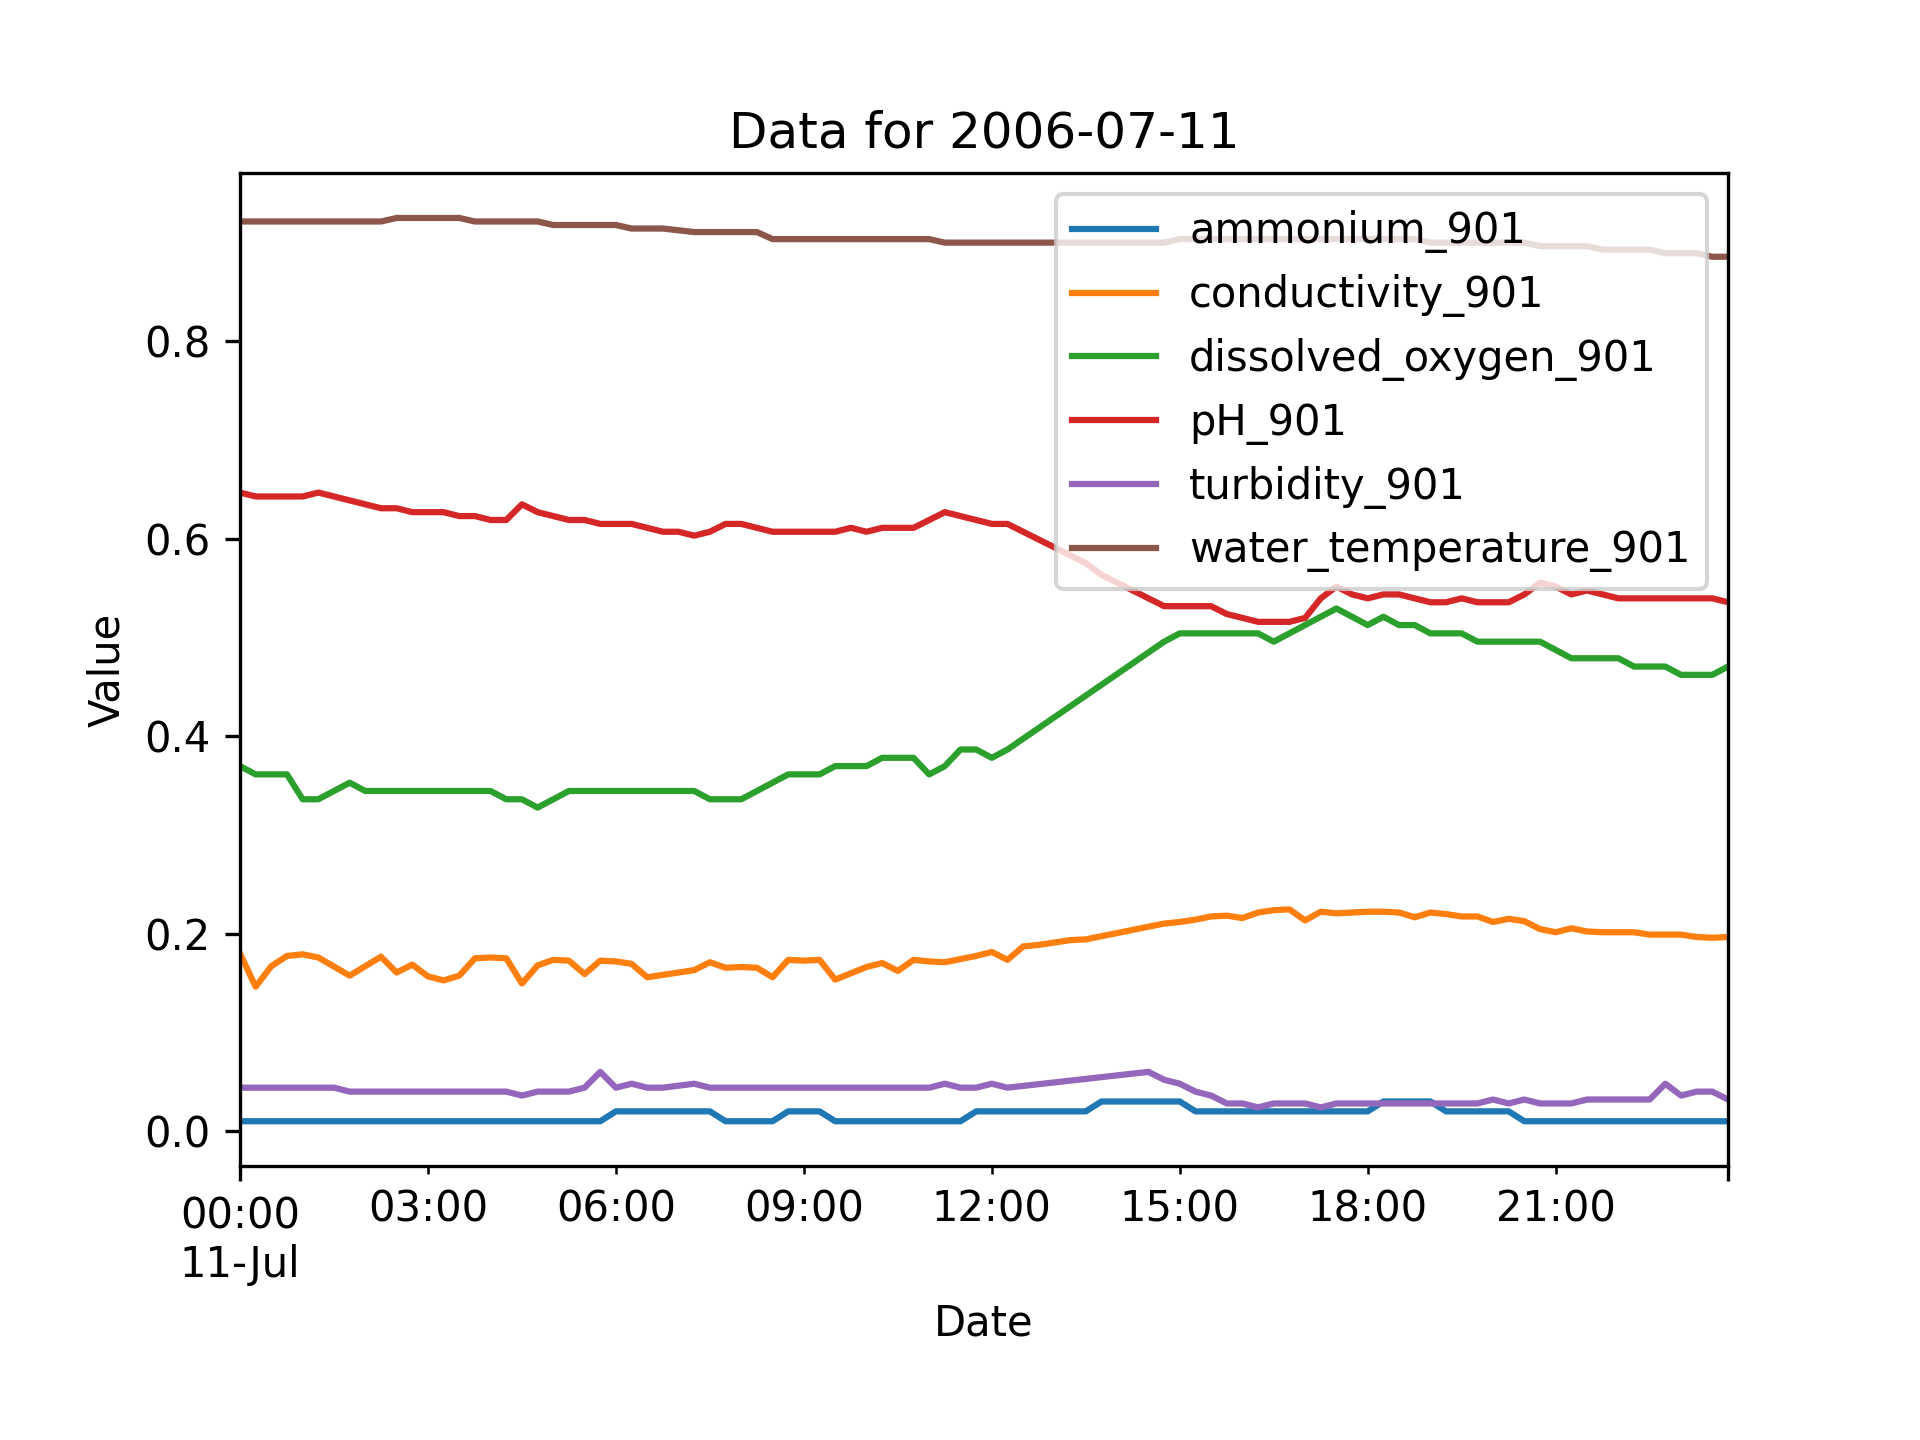 Data for 2006-07-11
ammonium_901
conductivity_901
dissolved_oxygen_901
pH_901
turbidity_901
water_temperature_901
Value
0.8
0.6
0.4
0.2
0.0
00:00 03:00 06:00 09:00 12:00 15:00 18:00 21:00
11-Jul
Date